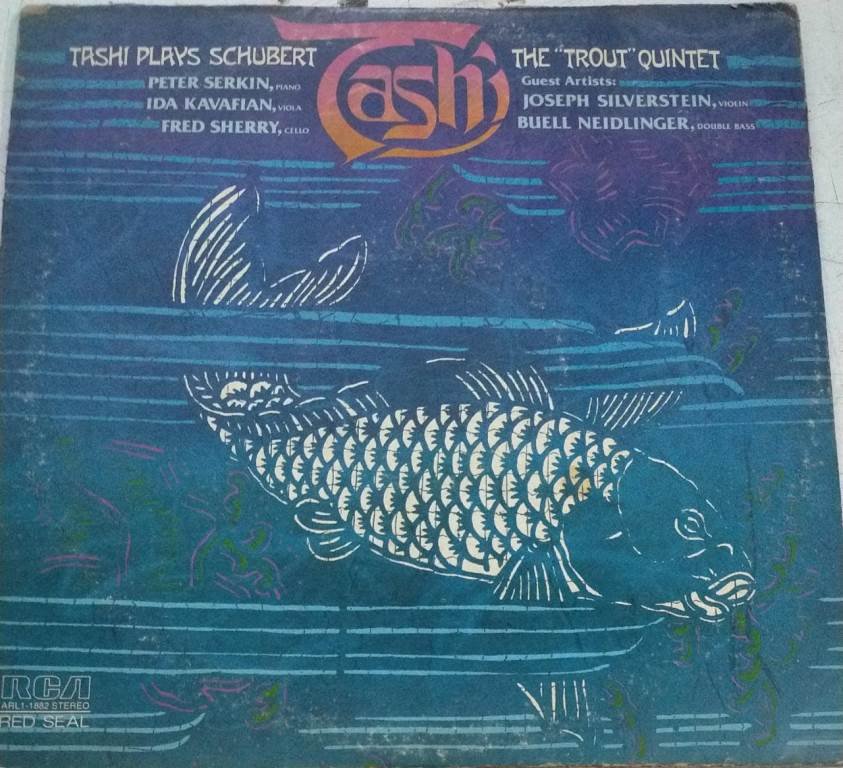 TASHI PLAYS SCHUBERT
PETER SERKIN, PIANO
IDA KAVAFIAN, VIOLA
FRED SHERRY, CELLO
Tashi
THE "TROUT" QUINTET
Guest Artists:
JOSEPH SILVERSTEIN, VIOLIN
BUELL NEIDLINGER, DOUBLE BASS
RCA
ARL1-1882 STEREO
RED SEAL